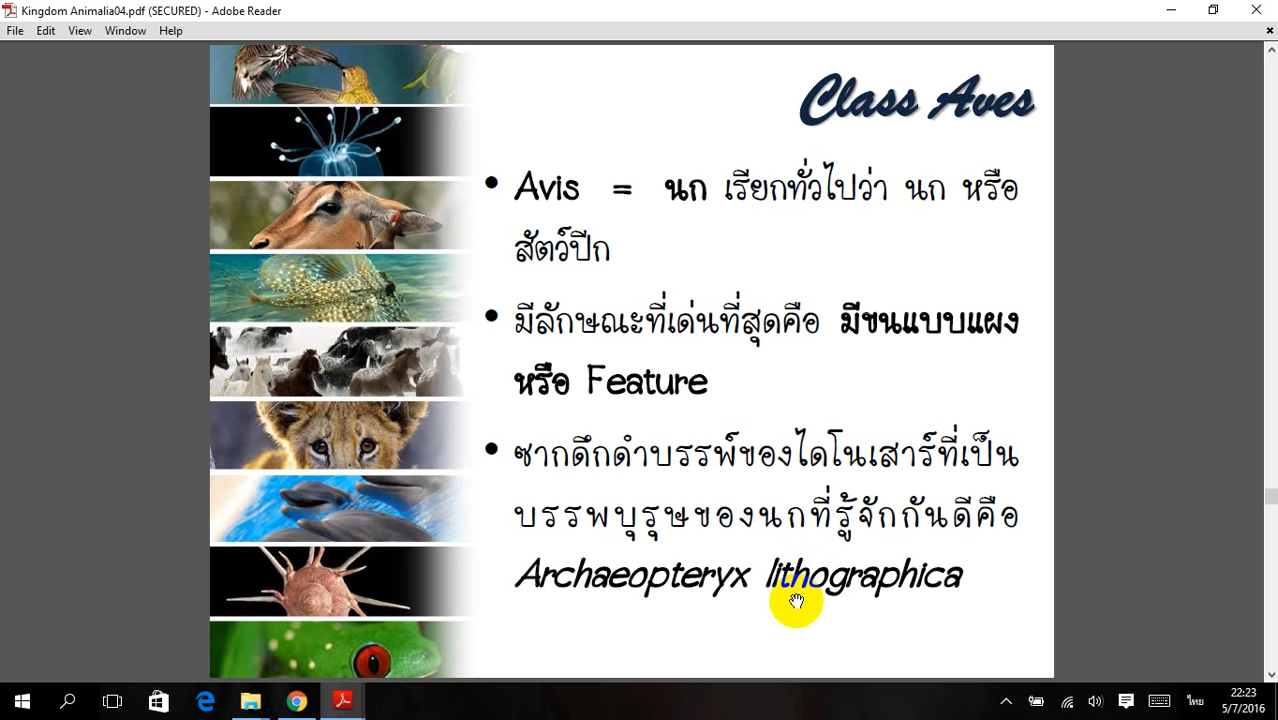 Kingdom Animalia04.pdf (SECURED) - Adobe Reader
File Edit View Window Help
Class Aves
• Avis = นก เรียกทั่วไปว่า นก หรือ
สัตว์ปีก
• มีลักษณะที่เด่นที่สุดคือ มีขนแบบแผง
หรือ Feature
• ซากดึกดำบรรพ์ของไดโนเสาร์ที่เป็น
บรรพบุรุษของนกที่รู้จักกันดีคือ
Archaeopteryx lithographica
ไทย
22:23
5/7/2016